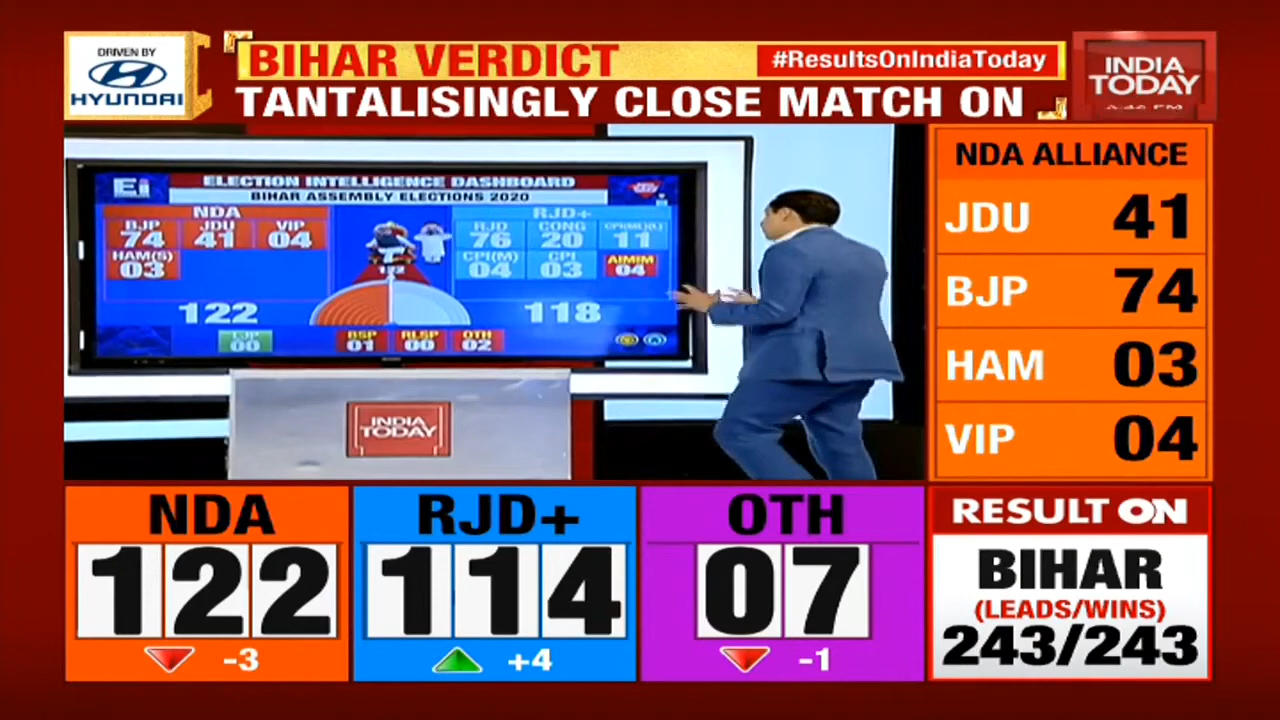 DRIVEN BY
HYUNDAI
BIHAR VERDICT
#ResultsOnIndiaToday
TANTALISINGLY CLOSE MATCH ON
INDIA
TODAY
Ei
ELECTION INTELLIGENCE DASHBOARD
BIHAR ASSEMBLY ELECTIONS 2020
NDA
BJP JDU VIP
74 41 04
HAM(S)
03
122
RJD+
RJD CONG CPI(M)(L)
76 20 11
CPI(M) CPI AIMIM
04 03 04
118
122
LJP BSP RLSP OTH
00 01 00 02
INDIA
TODAY
NDA ALLIANCE
JDU 41
BJP 74
HAM 03
VIP 04
NDA
122
-3
RJD+
114
+4
OTH
07
-1
RESULT ON
BIHAR
(LEADS/WINS)
243/243